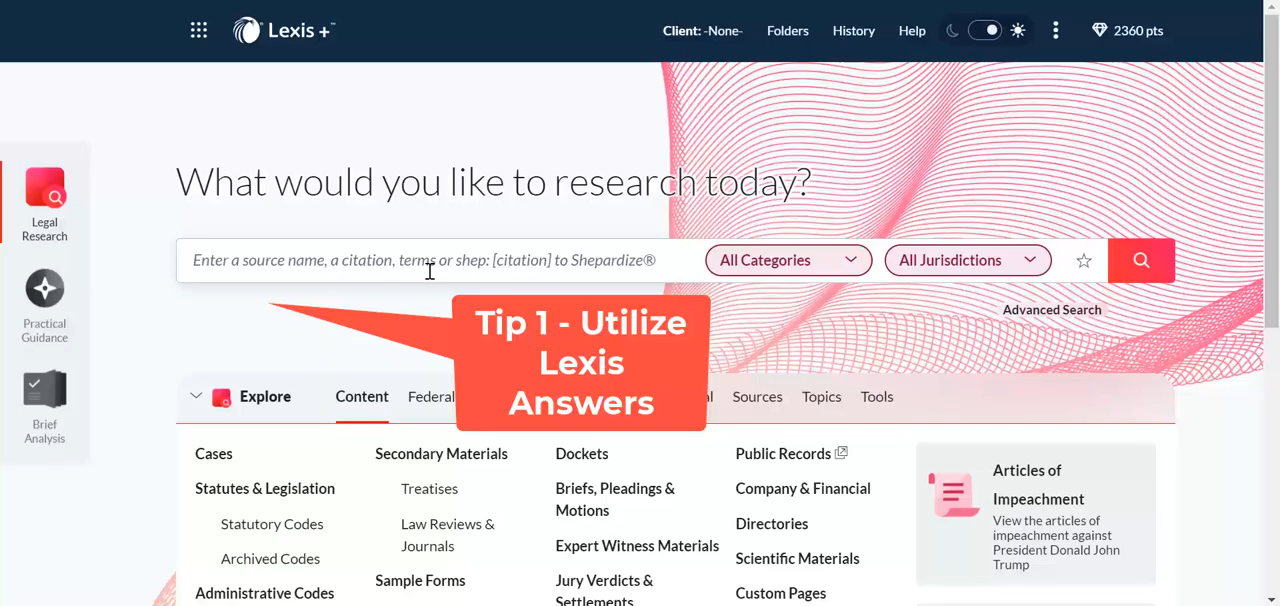 Lexis +™
Client: -None-
Folders
History
Help
2360 pts
Legal
Research
Practical
Guidance
Brief
Analysis
What would you like to research today?
Enter a source name, a citation, terms or shep: [citation] to Shepardize®
All Categories
All Jurisdictions
Advanced Search
Tip 1 - Utilize
Lexis
Answers
Explore
Content
Federal
Sources
Topics
Tools
Cases
Statutes & Legislation
Statutory Codes
Archived Codes
Administrative Codes
Secondary Materials
Treatises
Law Reviews &
Journals
Sample Forms
Dockets
Briefs, Pleadings &
Motions
Expert Witness Materials
Jury Verdicts &
Settlements
Public Records
Company & Financial
Directories
Scientific Materials
Custom Pages
Articles of
Impeachment
View the articles of
impeachment against
President Donald John
Trump